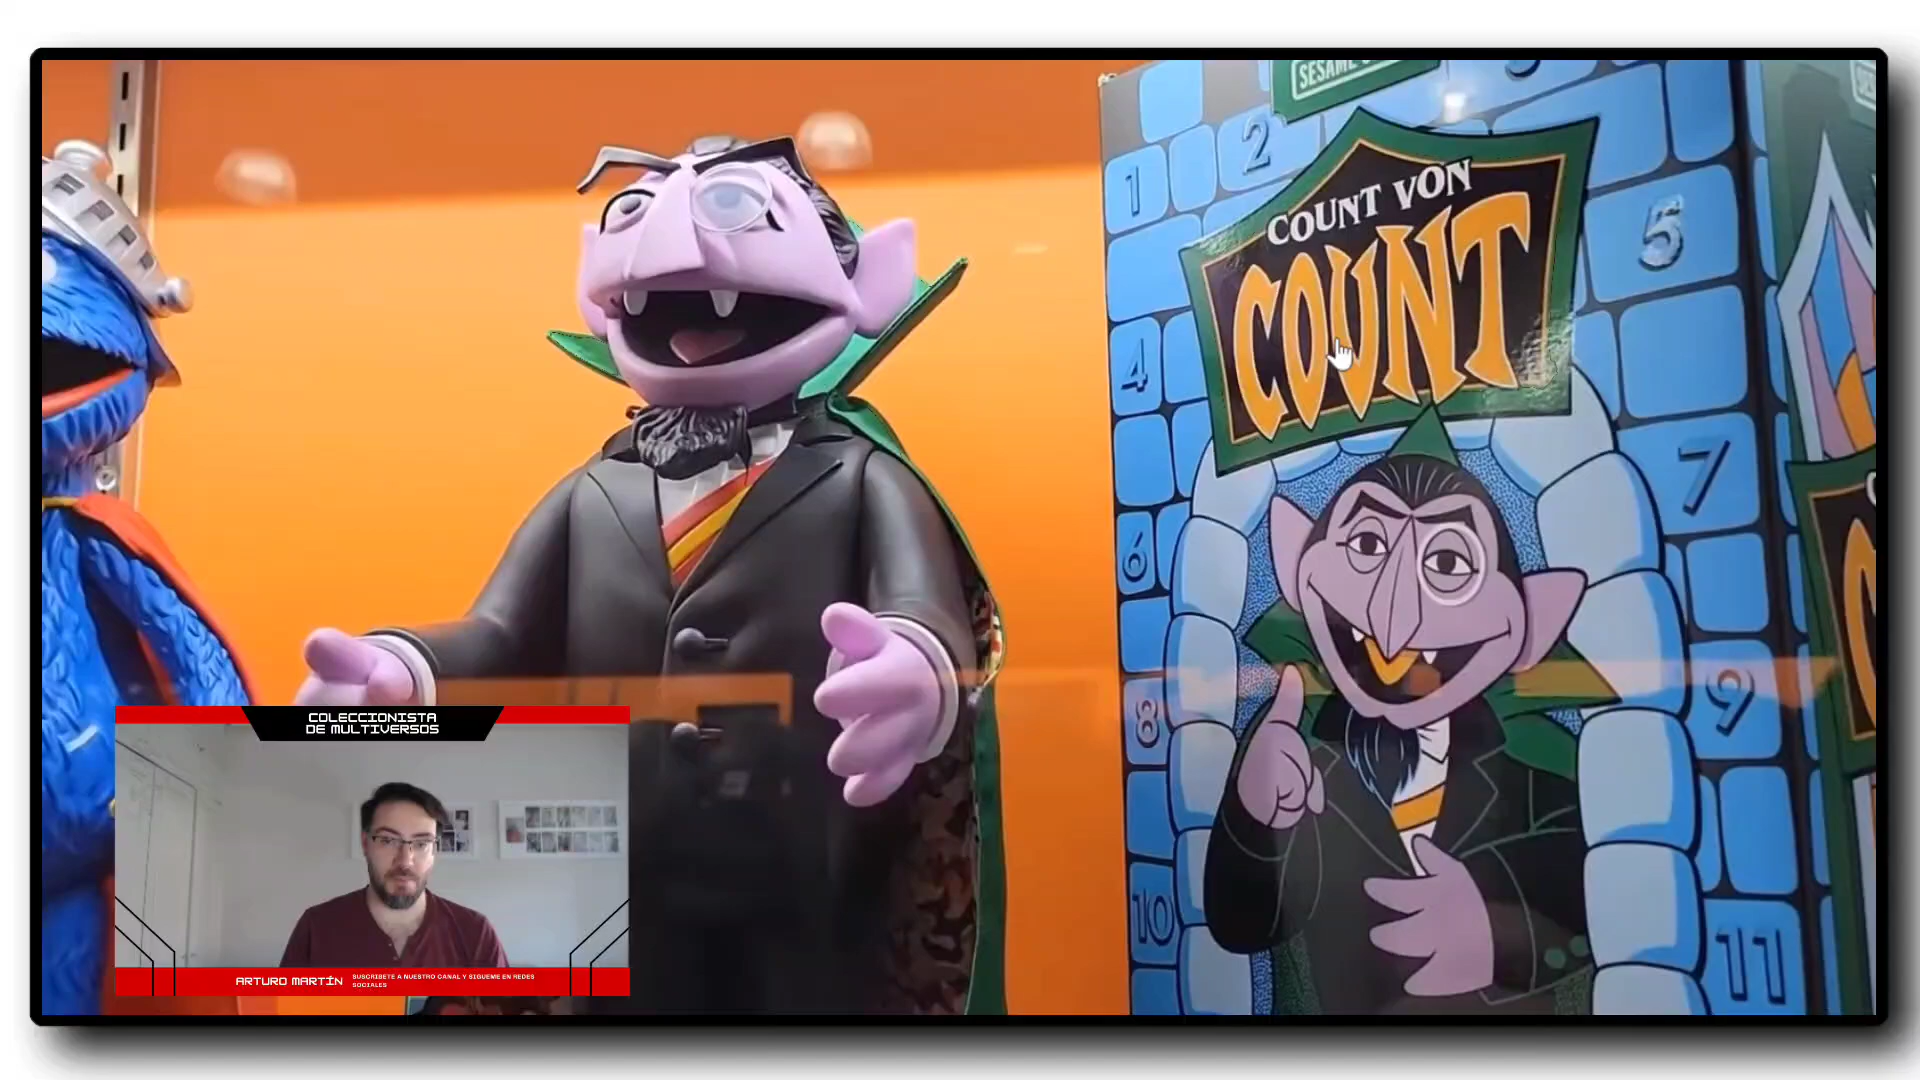 SESAME
1
2
COUNT VON
COUNT
5
4
7
6
9
8
10
11
COLECCIONISTA
DE MULTIVERSOS
ARTURO MARTÍN
SUSCRIBETE A NUESTRO CANAL Y SIGUEME EN REDES
SOCIALES